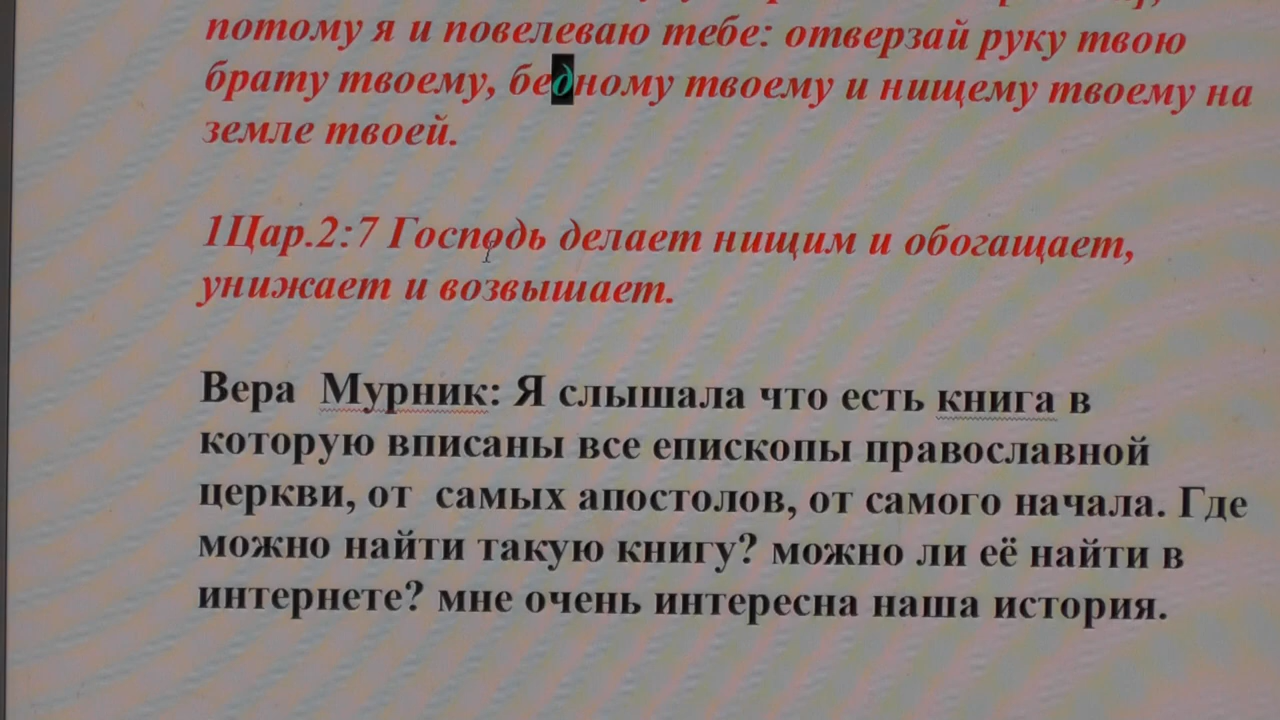 потому я и повелеваю тебе: отверзай руку твою
брату твоему, бедному твоему и нищему твоему на
земле твоей.
1Цар.2:7 Господь делает нищим и обогащает,
унижает и возвышает.
Вера Мурник: Я слышала что есть книга в
которую вписаны все епископы православной
церкви, от самых апостолов, от самого начала. Где
можно найти такую книгу? можно ли её найти в
интернете? мне очень интересна наша история.